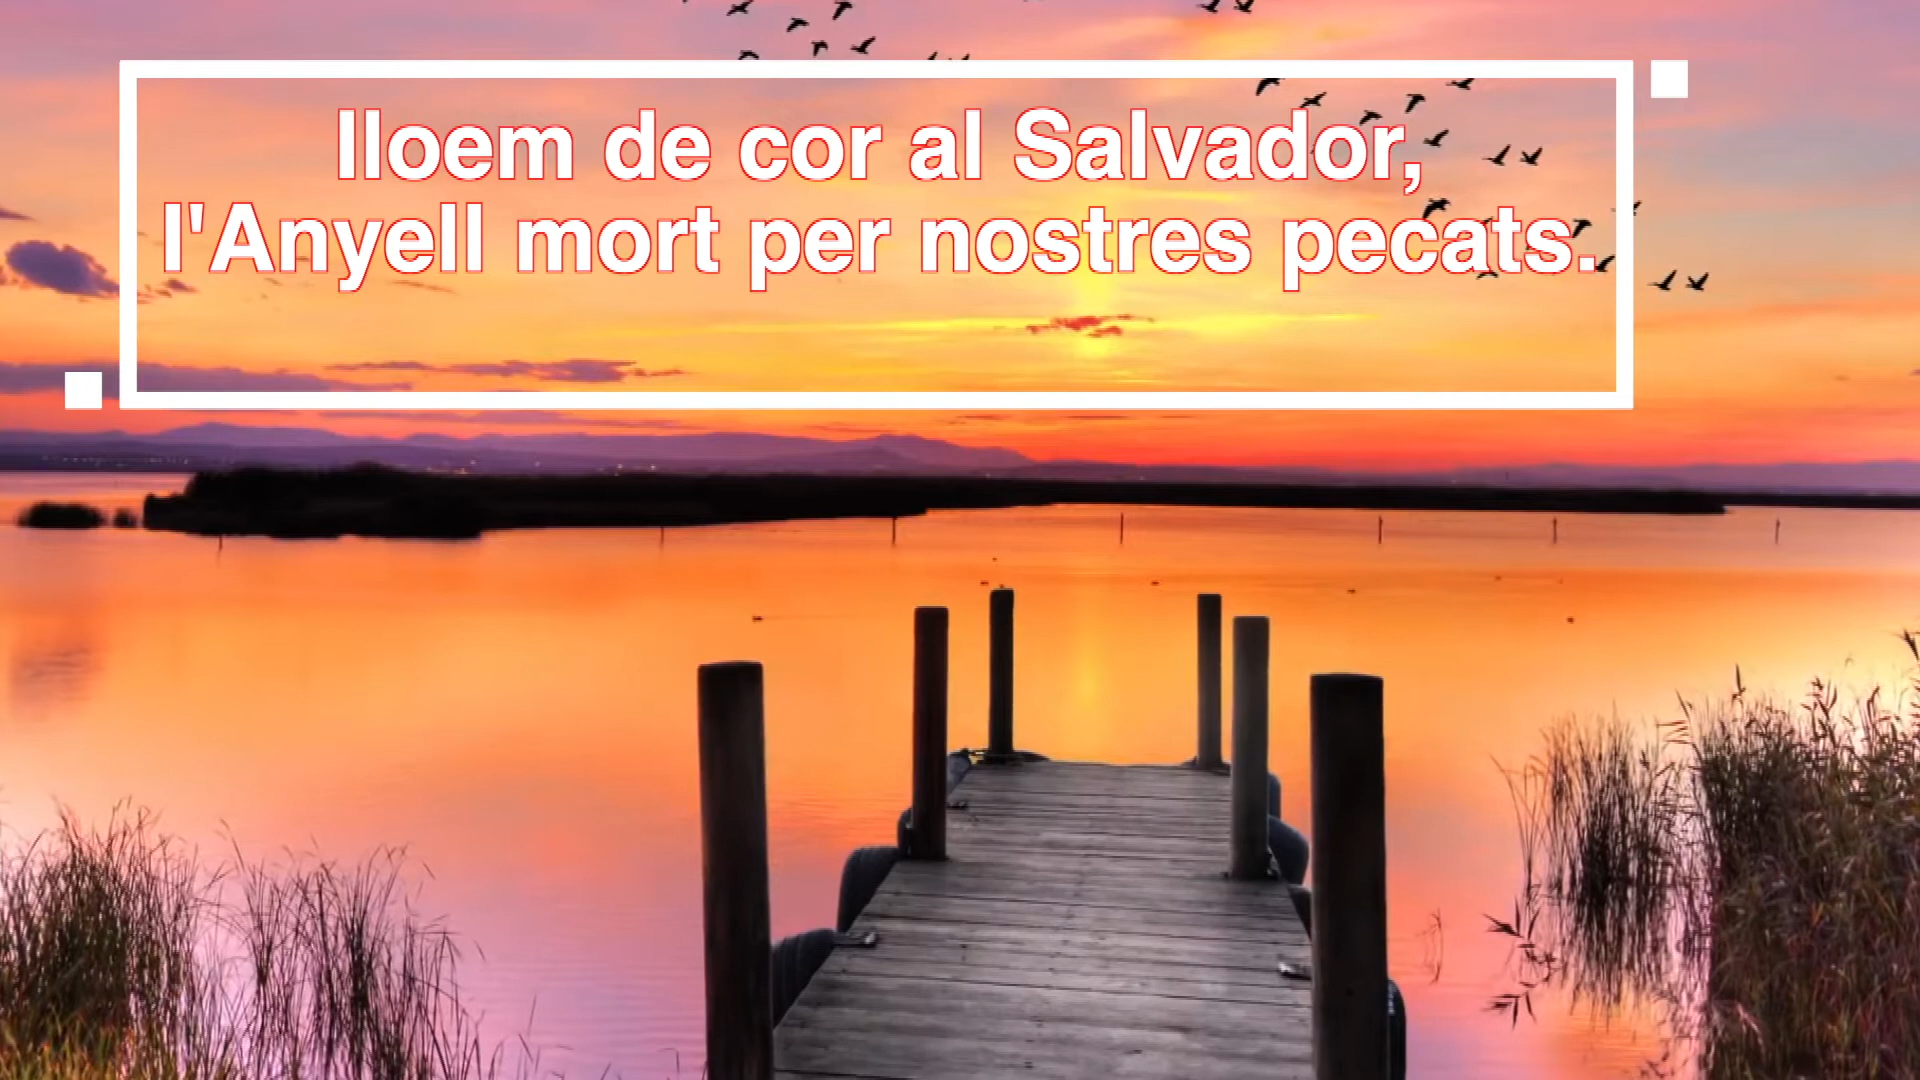 lloem de cor al Salvador,
l'Anyell mort per nostres pecats.